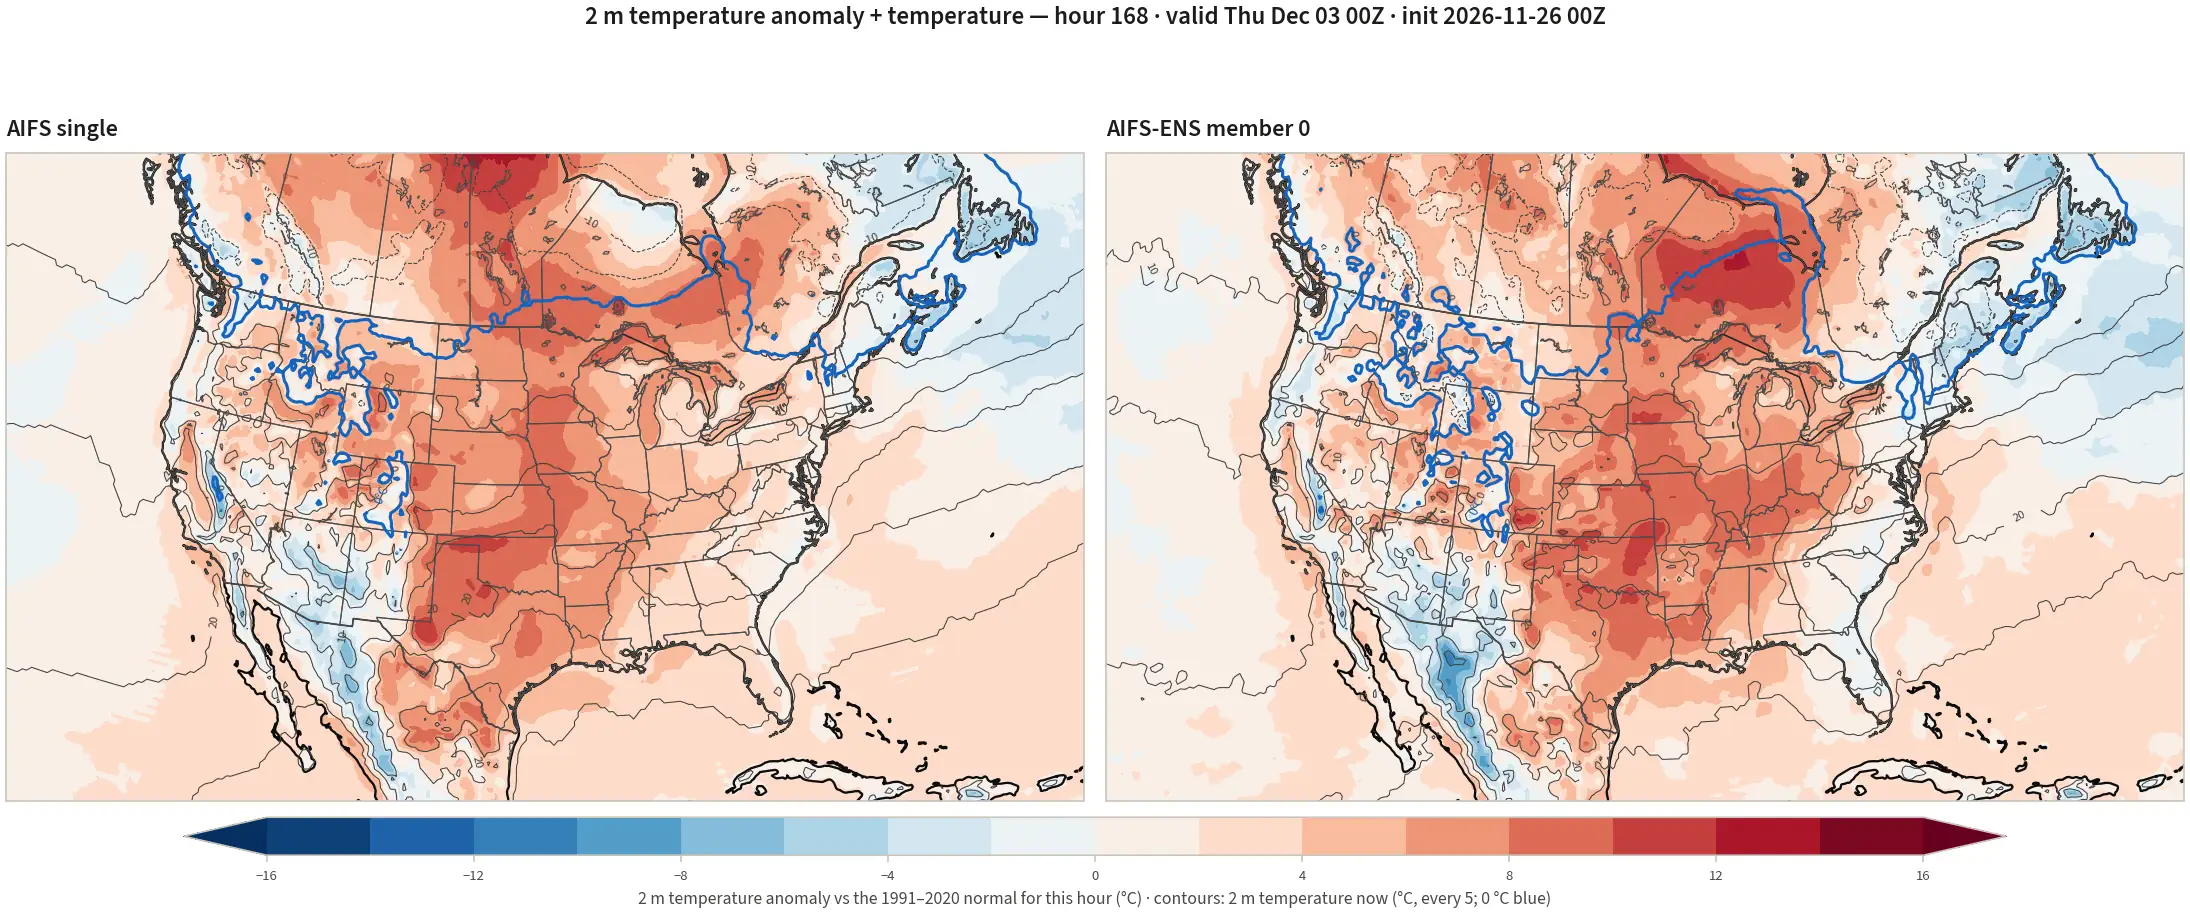 2 m temperature anomaly + temperature — hour 168 · valid Thu Dec 03 00Z · init 2026-11-26 00Z
AIFS single
AIFS-ENS member 0
−16 −12 −8 −4 0 4 8 12 16
2 m temperature anomaly vs the 1991–2020 normal for this hour (°C) · contours: 2 m temperature now (°C, every 5; 0 °C blue)